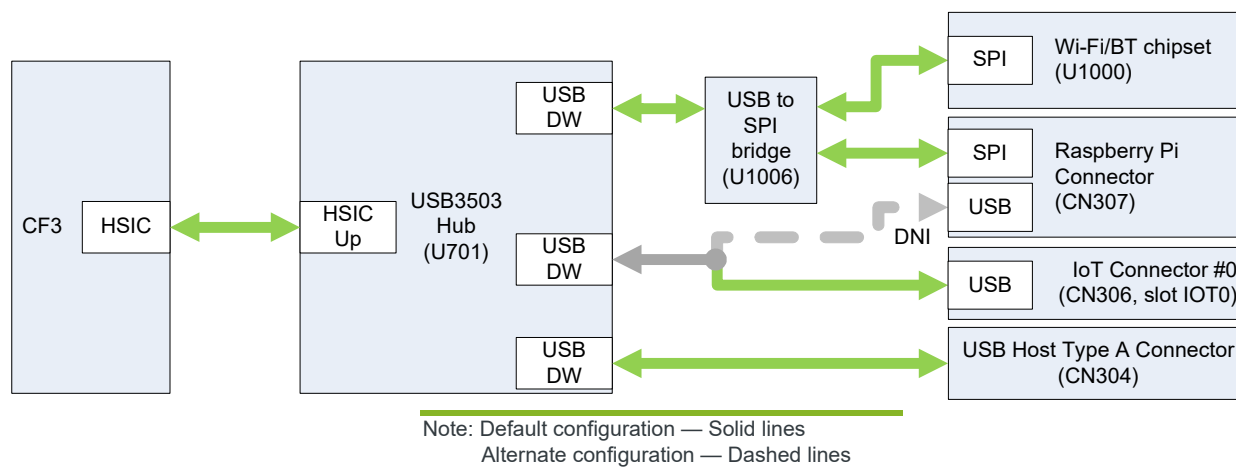 CF3
HSIC
HSIC
Up
USB3503
Hub
(U701)
USB
DW
USB
DW
USB
DW
USB to
SPI
bridge
(U1006)
SPI
Wi-Fi/BT chipset
(U1000)
SPI
Raspberry Pi
Connector
(CN307)
USB
DNI
USB
IoT Connector #0
(CN306, slot IOT0)
USB Host Type A Connector
(CN304)
Note: Default configuration — Solid lines
Alternate configuration — Dashed lines